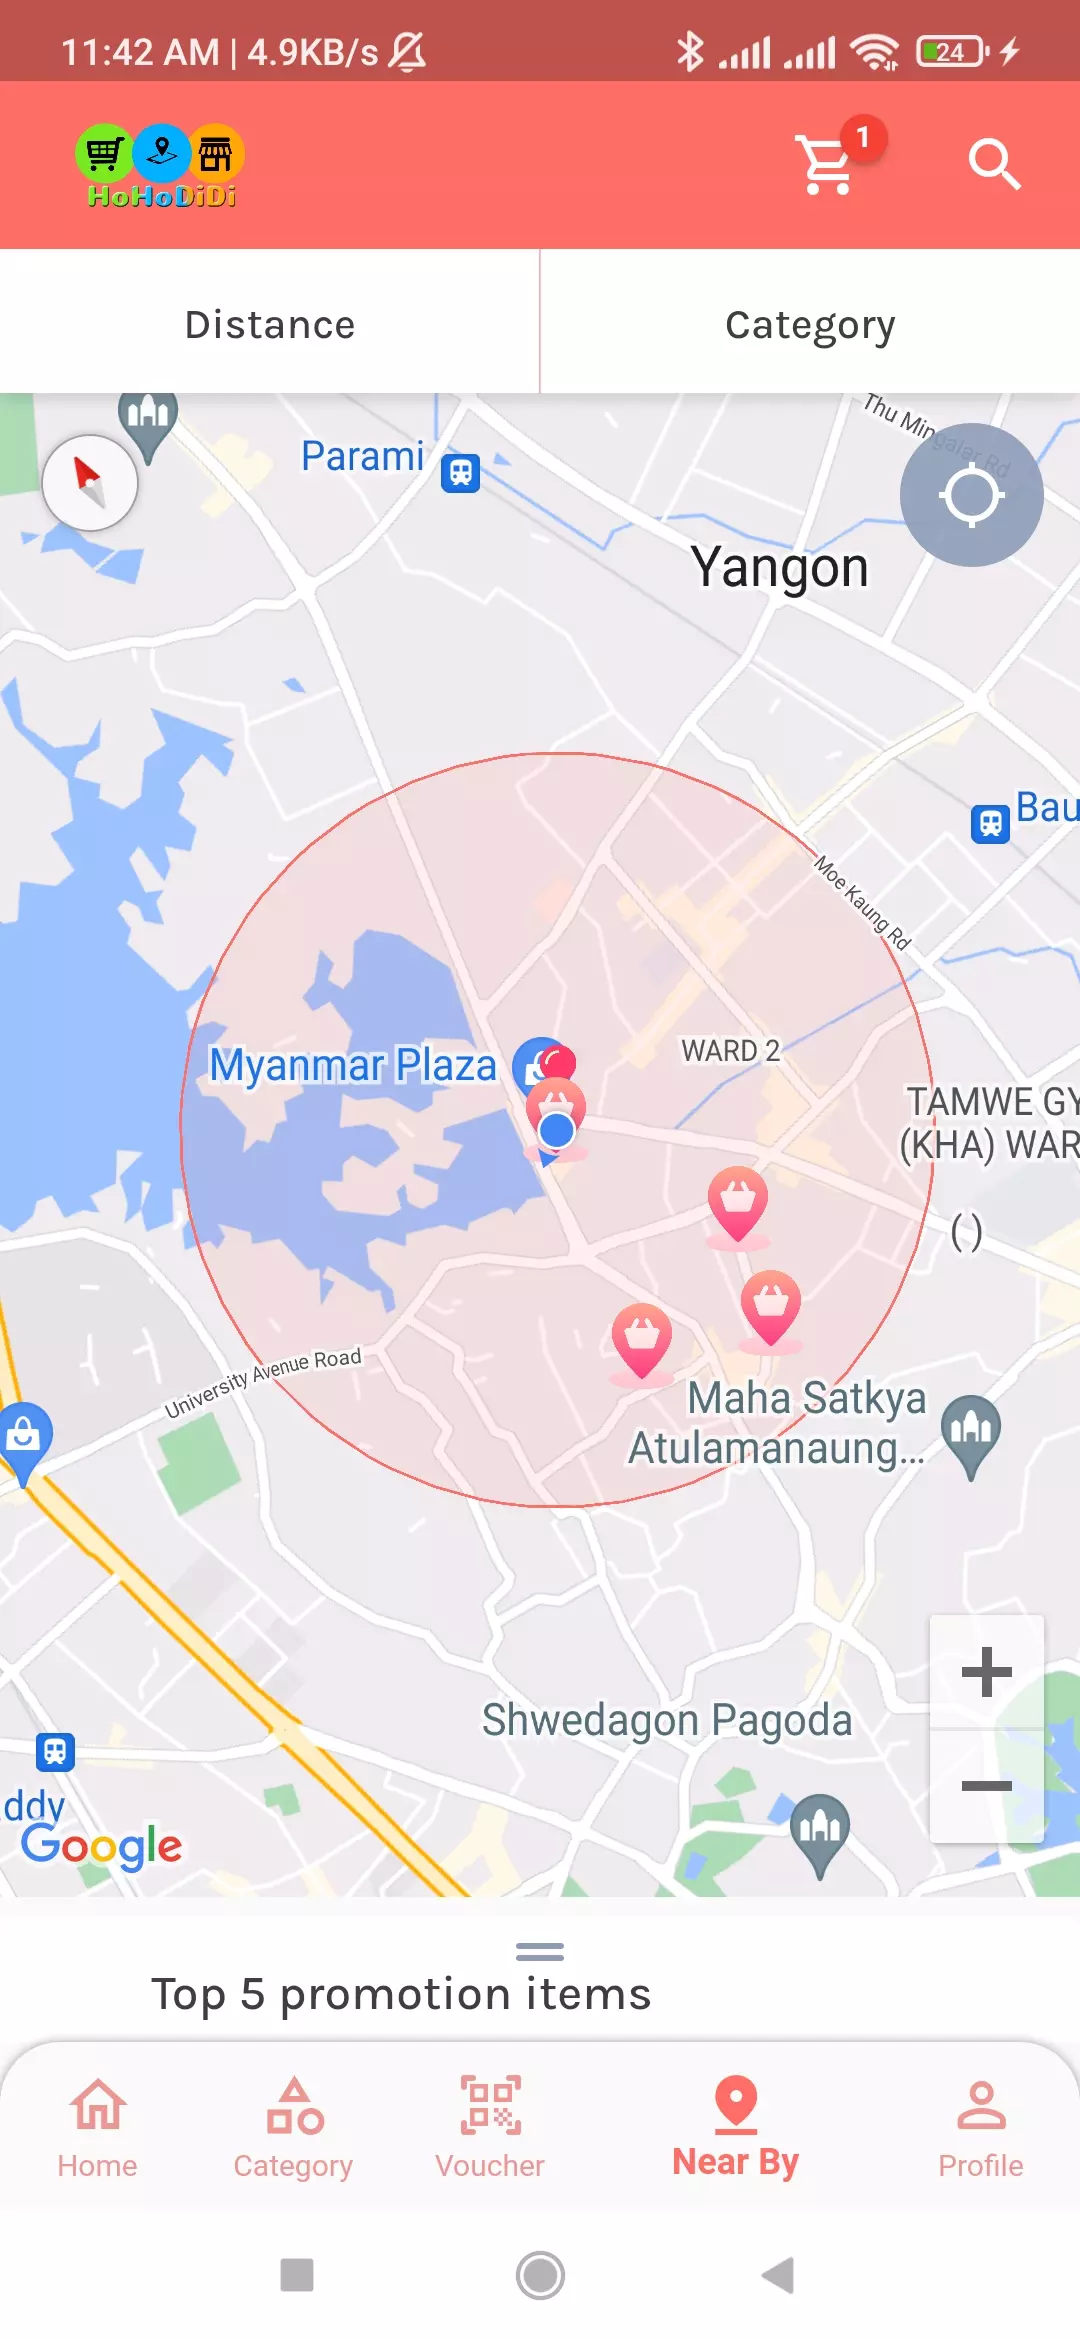 11:42 AM | 4.9KB/s
24
HoHoDiDi
1
Distance
Category
Thu Mingalar Rd
Parami
Yangon
Bau
Moe Kaung Rd
WARD 2
Myanmar Plaza
TAMWE GY
(KHA) WAR
( )
University Avenue Road
Maha Satkya
Atulamanaung...
Shwedagon Pagoda
ddy
Google
Top 5 promotion items
Home
Category
Voucher
Near By
Profile